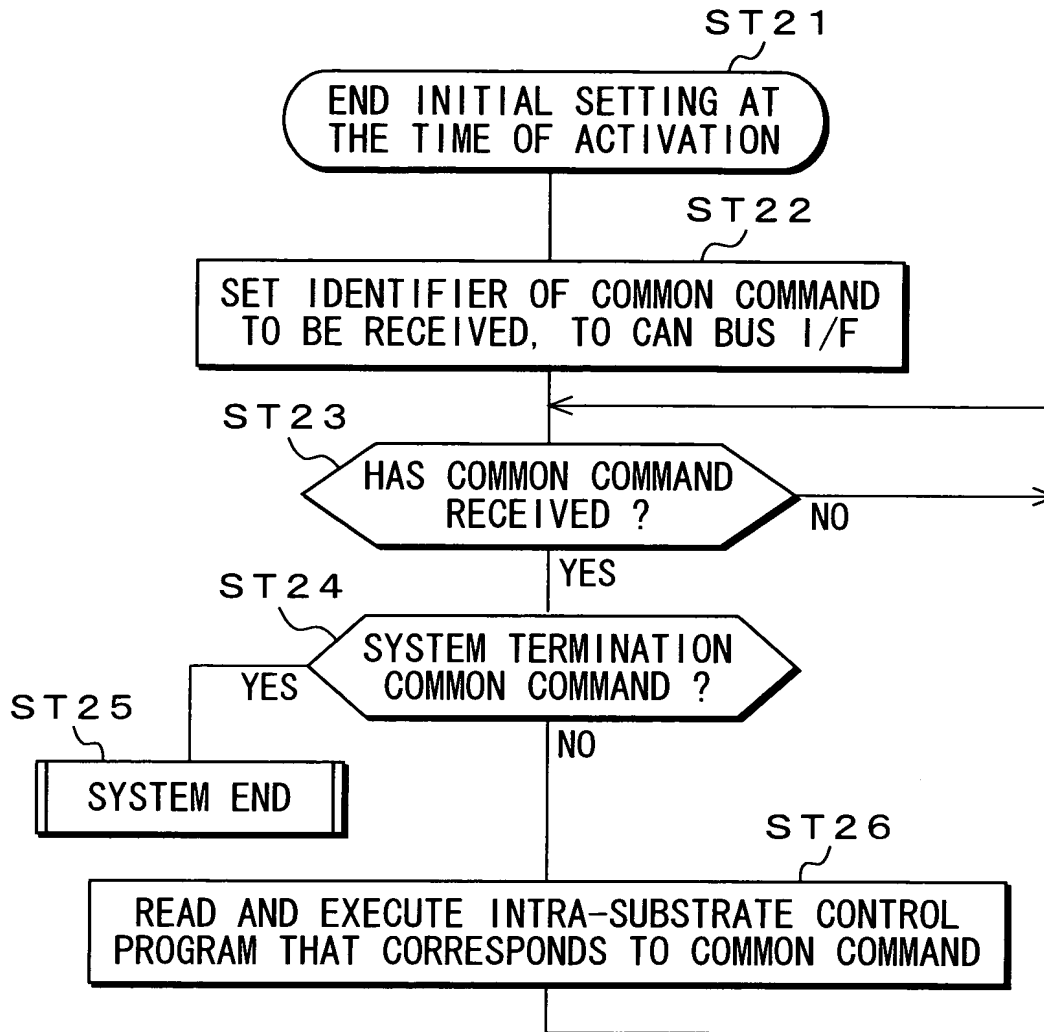 ST21
END INITIAL SETTING AT
THE TIME OF ACTIVATION
ST22
SET IDENTIFIER OF COMMON COMMAND
TO BE RECEIVED, TO CAN BUS I/F
ST23
HAS COMMON COMMAND
RECEIVED ?
NO
YES
ST24
SYSTEM TERMINATION
COMMON COMMAND ?
YES
NO
ST25
SYSTEM END
ST26
READ AND EXECUTE INTRA-SUBSTRATE CONTROL
PROGRAM THAT CORRESPONDS TO COMMON COMMAND